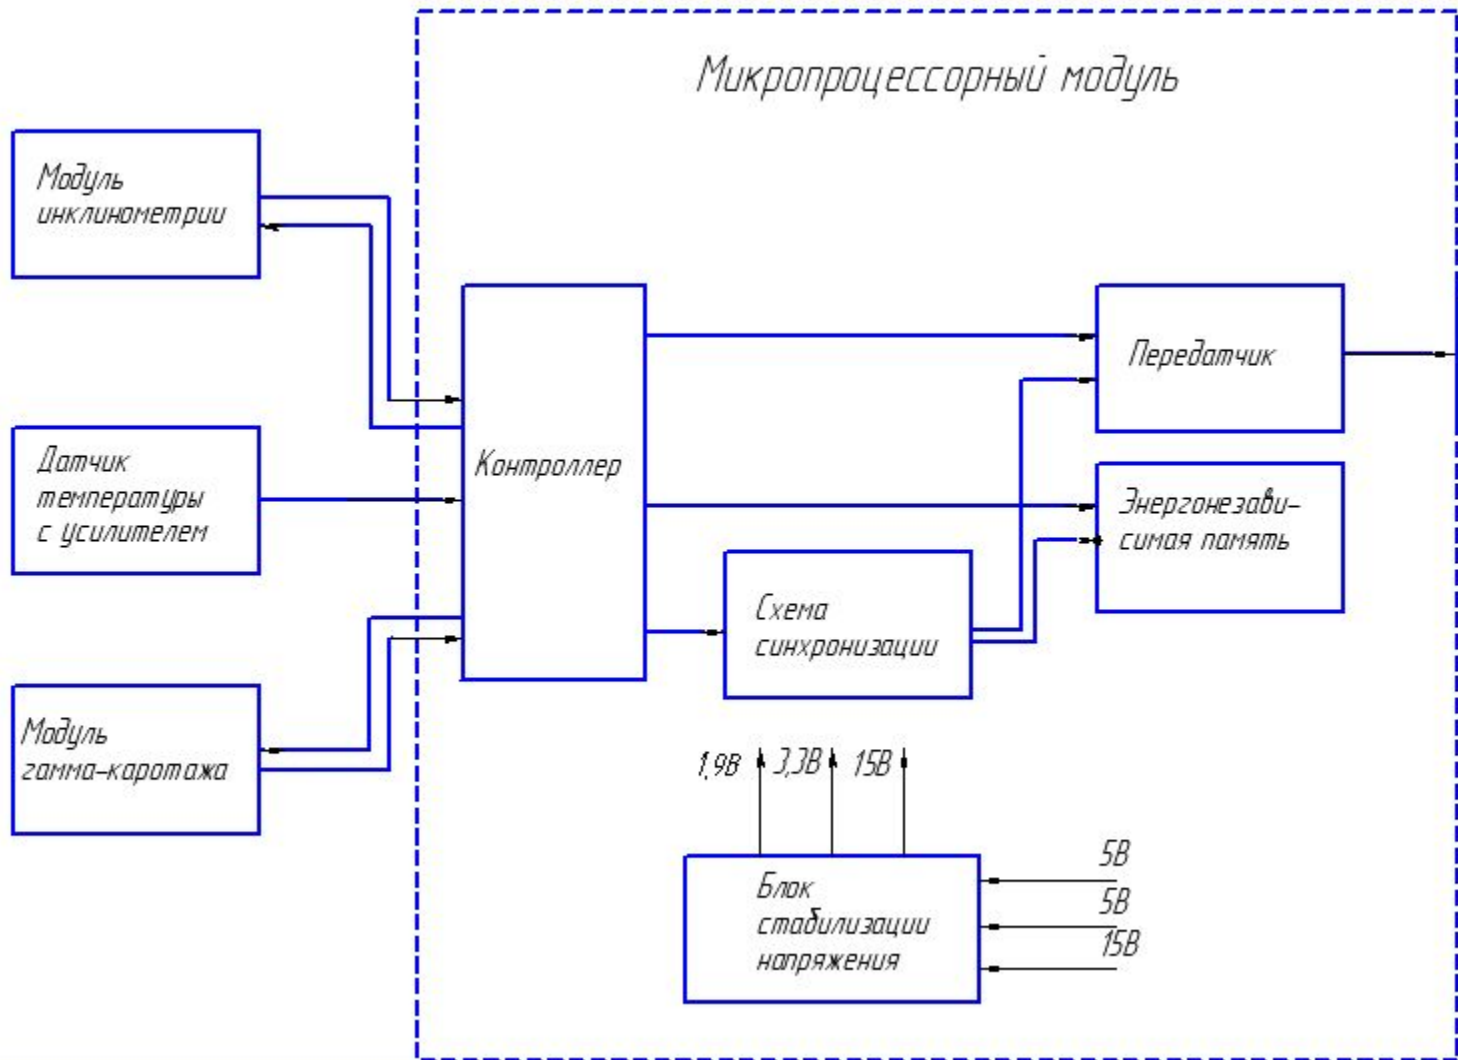 Микропроцессорный модуль
Модуль
инклинометрии
Датчик
температуры
с усилителем
Модуль
гамма-каротажа
Контроллер
Передатчик
Энергонезави-
симая память
Схема
синхронизации
1,9В 3,3В 15В
Блок
стабилизации
напряжения
5В
5В
15В